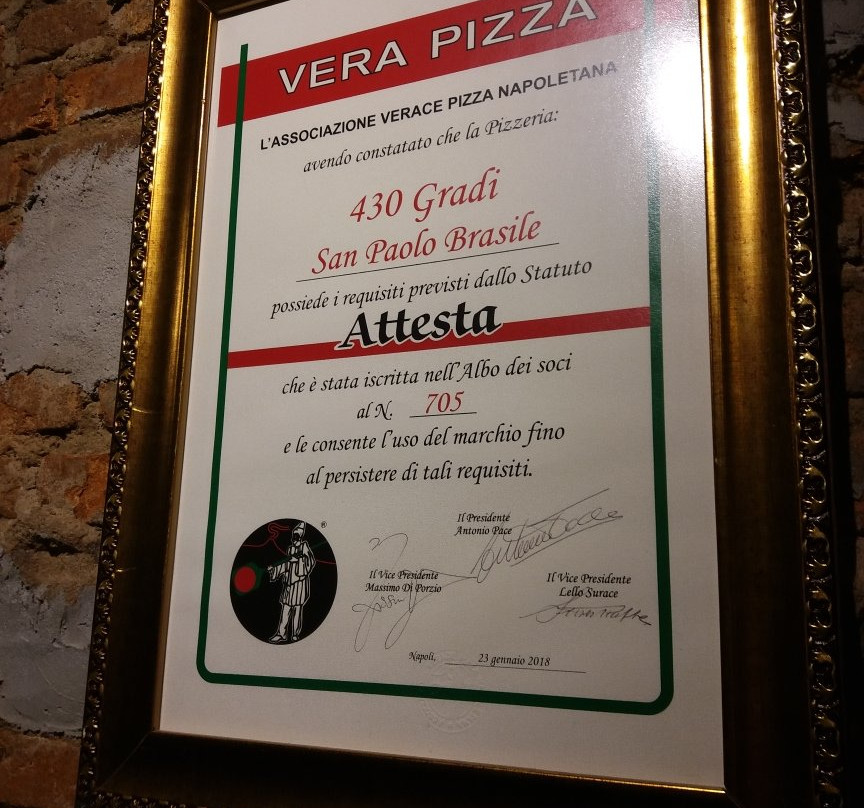 VERA PIZZA
L'ASSOCIAZIONE VERACE PIZZA NAPOLETANA
avendo constatato che la Pizzeria:
430 Gradi
San Paolo Brasile
possiede i requisiti previsti dallo Statuto
Attesta
che è stata iscritta nell'Albo dei soci
al N. 705
e le consente l'uso del marchio fino
al persistere di tali requisiti.
®
Il Presidente
Antonio Pace
Il Vice Presidente
Massimo Di Porzio
Il Vice Presidente
Lello Surace
Napoli, 23 gennaio 2018